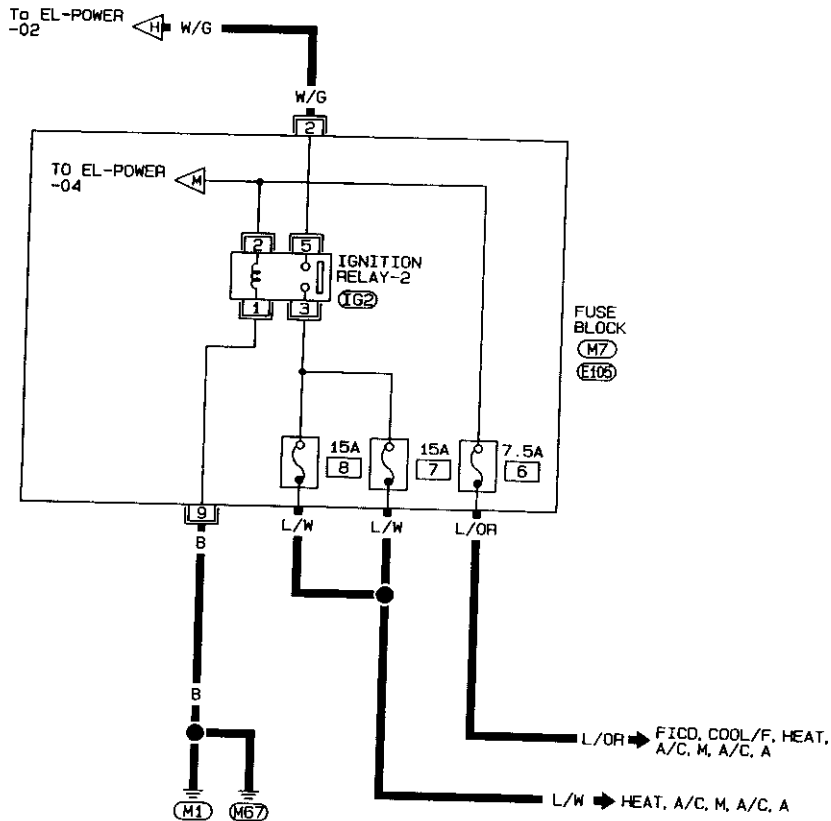 To EL-POWER
-02
H
W/G
W/G
2
TO EL-POWER
-04
M
2
5
IGNITION
RELAY-2
IG2
1
3
FUSE
BLOCK
M7
E105
15A
8
15A
7
7.5A
6
9
B
L/W
L/W
L/OR
B
L/OR
FICD, COOL/F, HEAT,
A/C, M, A/C, A
L/W
HEAT, A/C, M, A/C, A
M1
M67